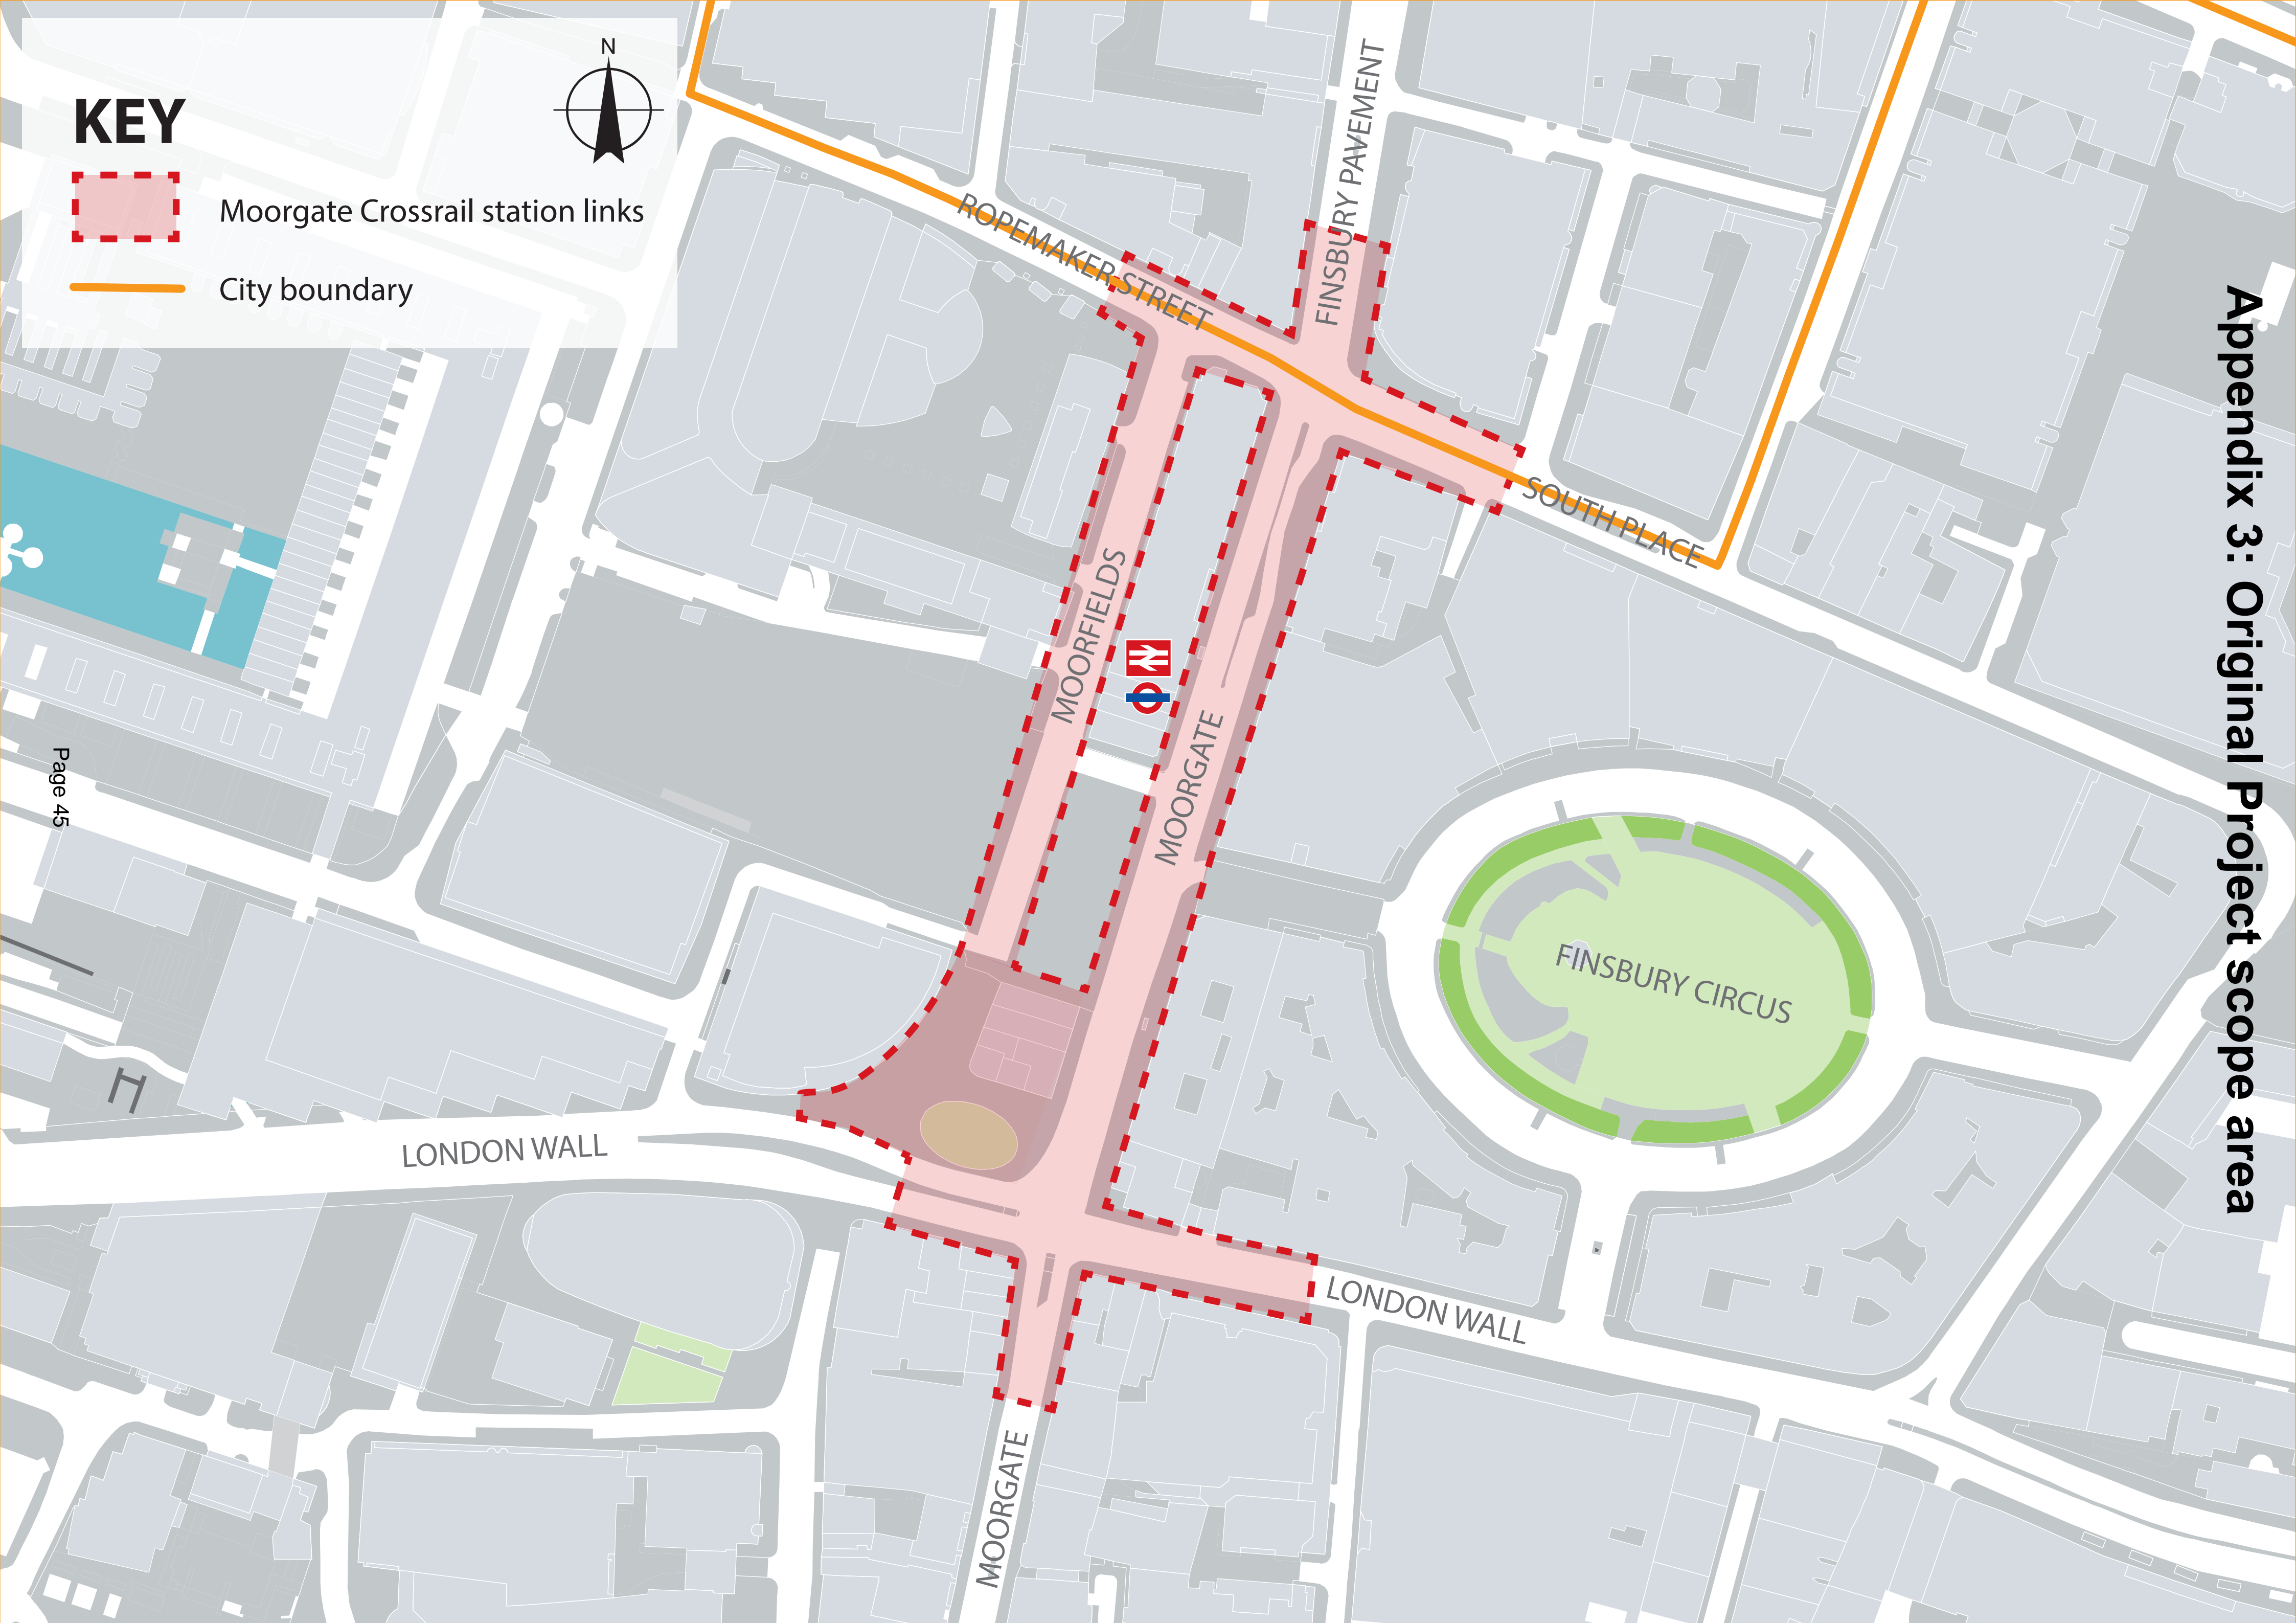 KEY
N
Moorgate Crossrail station links
City boundary
Appendix 3: Original Project scope area
FINSBURY PAVEMENT
ROPEMAKER STREET
SOUTH PLACE
MOORFIELDS
MOORGATE
Page 45
FINSBURY CIRCUS
LONDON WALL
LONDON WALL
MOORGATE